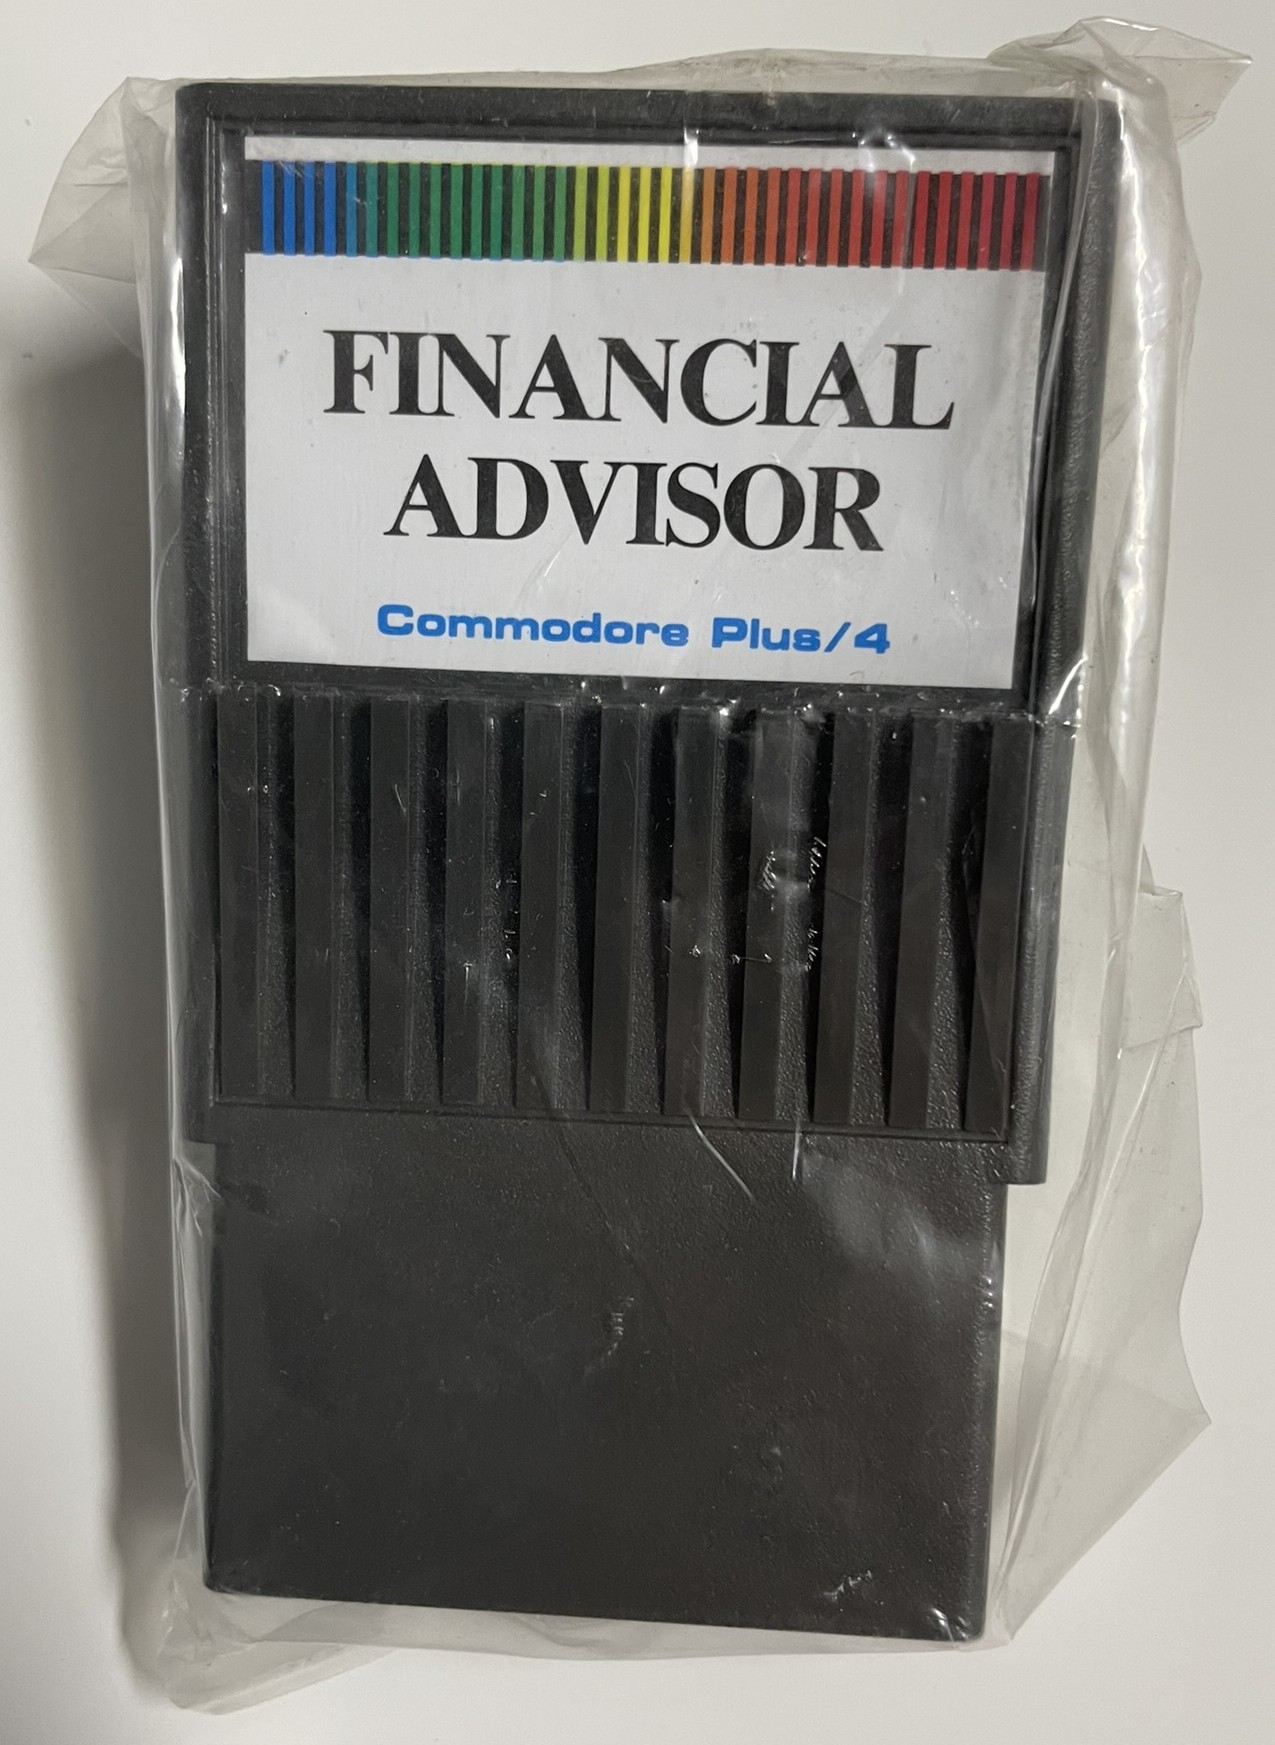 FINANCIAL
ADVISOR
Commodore Plus/4